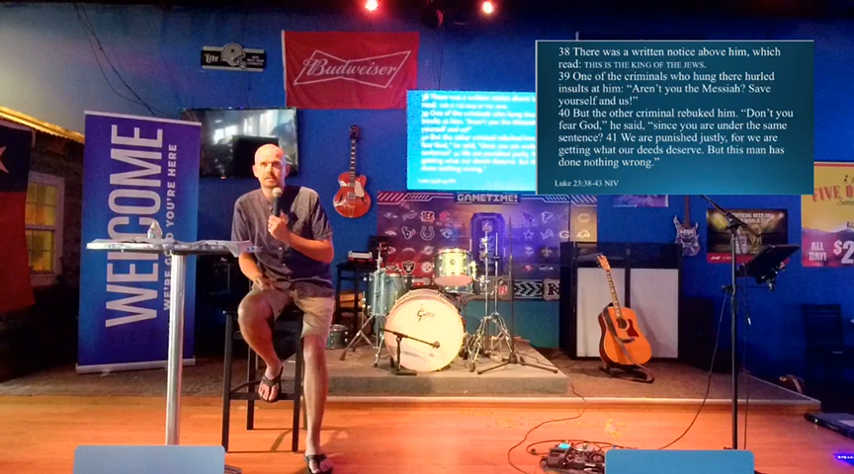 Lite
Budweiser
WELCOME
WE'RE GLAD YOU'RE HERE
38 There was a written notice above him, which
read: THIS IS THE KING OF THE JEWS.
39 One of the criminals who hung there hurled
insults at him: “Aren’t you the Messiah? Save
yourself and us!”
40 But the other criminal rebuked him. “Don’t you
fear God,” he said, “since you are under the same
sentence? 41 We are punished justly, for we are
getting what our deeds deserve. But this man has
done nothing wrong.”
Luke 23:38-43 NIV
GAMETIME!
Gretsch
FIVE O
ALL
DAY!
$2